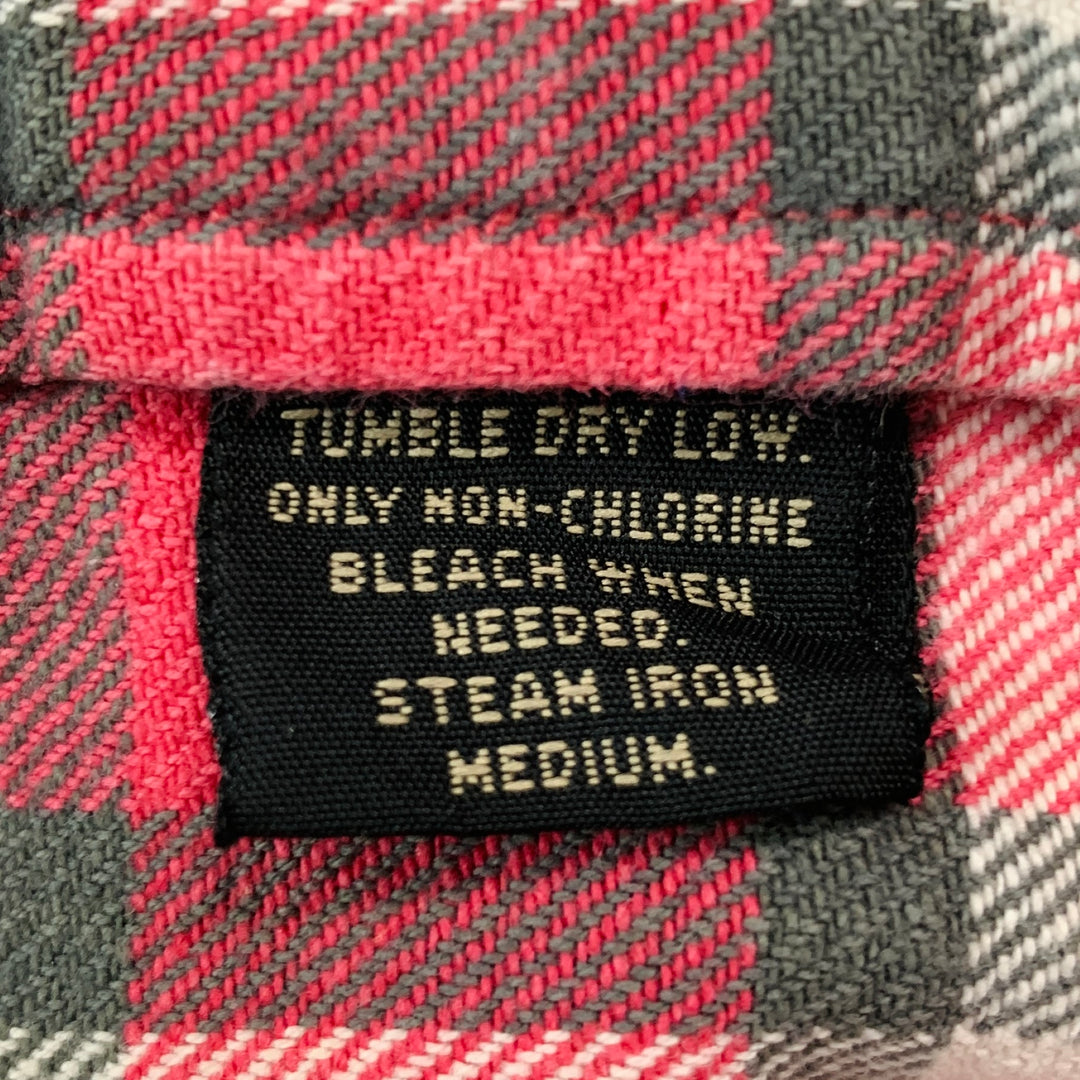 TUMBLE DRY LOW.
ONLY NON-CHLORINE
BLEACH WHEN
NEEDED.
STEAM IRON
MEDIUM.